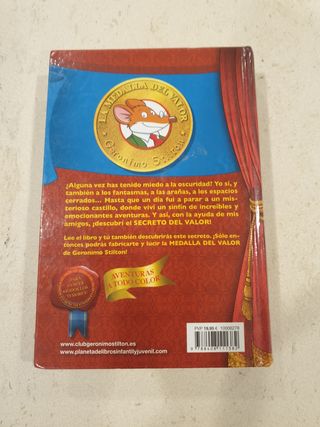 LA MEDALLA DEL VALOR
Geronimo Stilton
¿Alguna vez has tenido miedo a la oscuridad? Yo sí, y
también a los fantasmas, a las arañas, a los espacios
cerrados... Hasta que un día fui a parar a un mis-
terioso castillo, donde viví un sinfín de increíbles y
emocionantes aventuras. Y así, con la ayuda de mis
amigos, ¡descubrí el SECRETO DEL VALOR!
Lee el libro y tú también descubrirás este secreto. ¡Sólo en-
tonces podrás fabricarte y lucir la MEDALLA DEL VALOR
de Geronimo Stilton!
AVENTURAS
A TODO COLOR
PVP 19,95 € 10000278
www.clubgeronimostilton.es
www.planetadelibrosinfantilyjuvenil.com